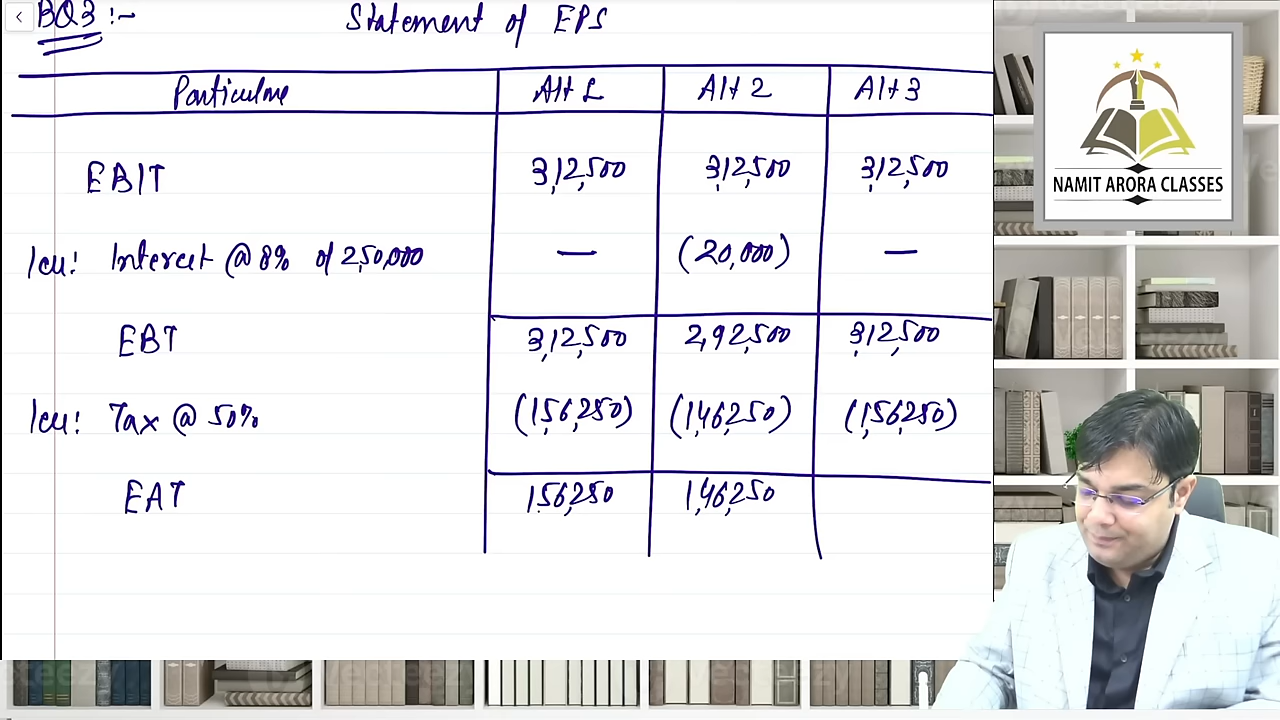 BQ3 :-
Statement of EPS
Particulars Alt 1 Alt 2 Alt 3
EBIT 3,12,500 3,12,500 3,12,500
less: Interest @ 8% of 2,50,000 — (20,000) —
EBT 3,12,500 2,92,500 3,12,500
less: Tax @ 50% (1,56,250) (1,46,250) (1,56,250)
EAT 1,56,250 1,46,250
NAMIT ARORA CLASSES